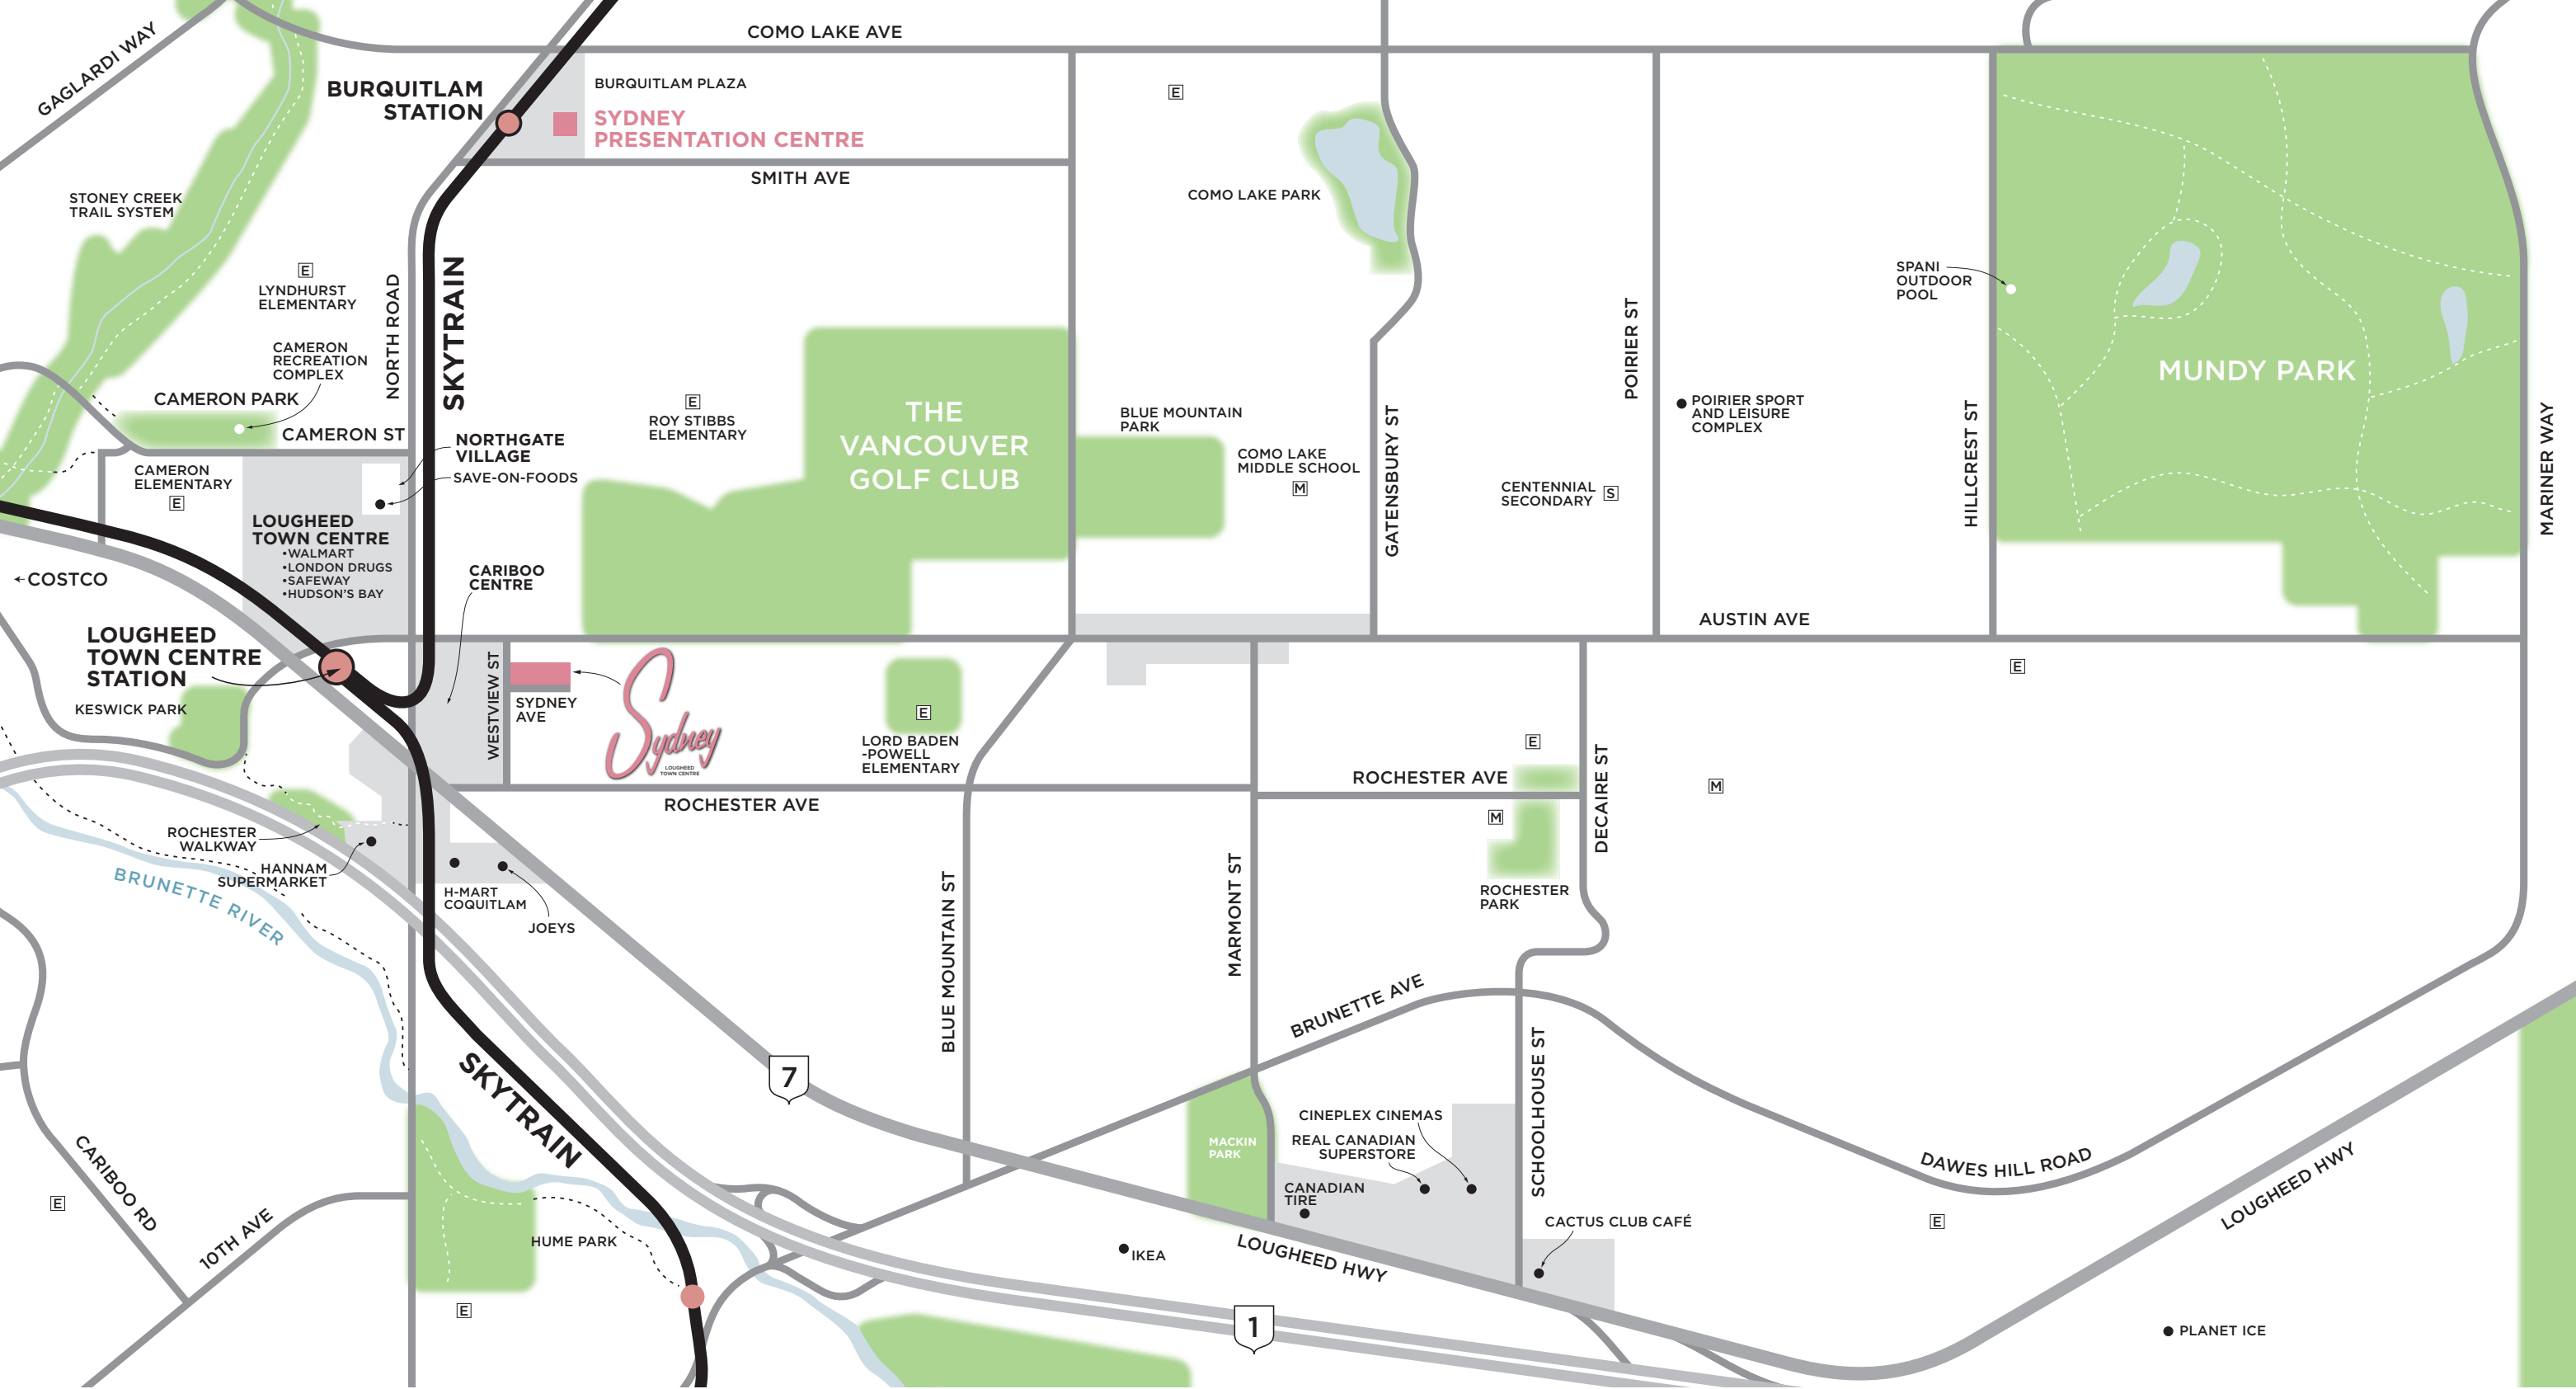 COMO LAKE AVE
GAGLARDI WAY
BURQUITLAM
STATION
BURQUITLAM PLAZA
SYDNEY
PRESENTATION CENTRE
E
SMITH AVE
STONEY CREEK
TRAIL SYSTEM
COMO LAKE PARK
E
LYNDHURST
ELEMENTARY
NORTH ROAD
SKYTRAIN
SPANI
OUTDOOR
POOL
POIRIER ST
CAMERON
RECREATION
COMPLEX
CAMERON PARK
CAMERON ST
E
ROY STIBBS
ELEMENTARY
THE
VANCOUVER
GOLF CLUB
BLUE MOUNTAIN
PARK
POIRIER SPORT
AND LEISURE
COMPLEX
MUNDY PARK
HILLCREST ST
MARINER WAY
GATENSBURY ST
NORTHGATE
VILLAGE
SAVE-ON-FOODS
CAMERON
ELEMENTARY
E
COMO LAKE
MIDDLE SCHOOL
M
CENTENNIAL
SECONDARY
S
LOUGHEED
TOWN CENTRE
•WALMART
•LONDON DRUGS
•SAFEWAY
•HUDSON'S BAY
COSTCO
CARIBOO
CENTRE
AUSTIN AVE
LOUGHEED
TOWN CENTRE
STATION
KESWICK PARK
WESTVIEW ST
SYDNEY
AVE
Sydney
LOUGHEED
TOWN CENTRE
E
LORD BADEN
-POWELL
ELEMENTARY
E
E
ROCHESTER AVE
ROCHESTER AVE
DECAIRE ST
M
M
ROCHESTER
PARK
ROCHESTER
WALKWAY
HANNAM
SUPERMARKET
BRUNETTE RIVER
H-MART
COQUITLAM
JOEYS
BLUE MOUNTAIN ST
MARMONT ST
BRUNETTE AVE
SKYTRAIN
7
SCHOOLHOUSE ST
CINEPLEX CINEMAS
REAL CANADIAN
SUPERSTORE
MACKIN
PARK
CANADIAN
TIRE
DAWES HILL ROAD
LOUGHEED HWY
CARIBOO RD
E
10TH AVE
HUME PARK
E
IKEA
LOUGHEED HWY
CACTUS CLUB CAFÉ
E
1
PLANET ICE